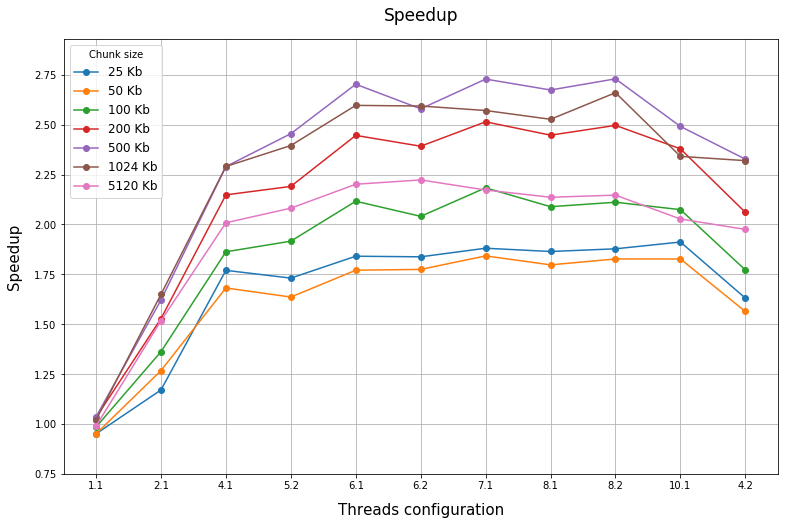 Speedup
Chunk size
25 Kb
50 Kb
100 Kb
200 Kb
500 Kb
1024 Kb
5120 Kb
Speedup
2.75
2.50
2.25
2.00
1.75
1.50
1.25
1.00
0.75
1.1 2.1 4.1 5.2 6.1 6.2 7.1 8.1 8.2 10.1 4.2
Threads configuration